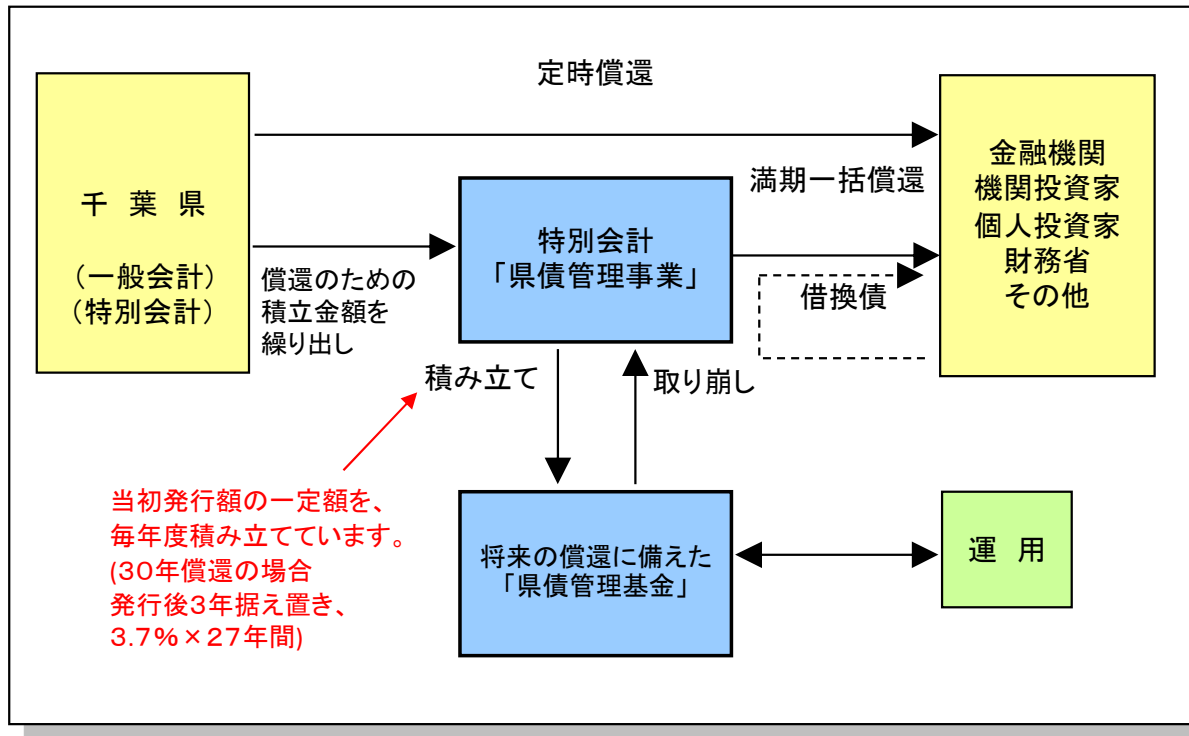 定時償還
千 葉 県
(一般会計)
(特別会計)
償還のための
積立金額を
繰り出し
特別会計
「県債管理事業」
満期一括償還
借換債
金融機関
機関投資家
個人投資家
財務省
その他
積み立て
取り崩し
当初発行額の一定額を、
毎年度積み立てています。
(30年償還の場合
発行後3年据え置き、
3.7%×27年間)
将来の償還に備えた
「県債管理基金」
運 用